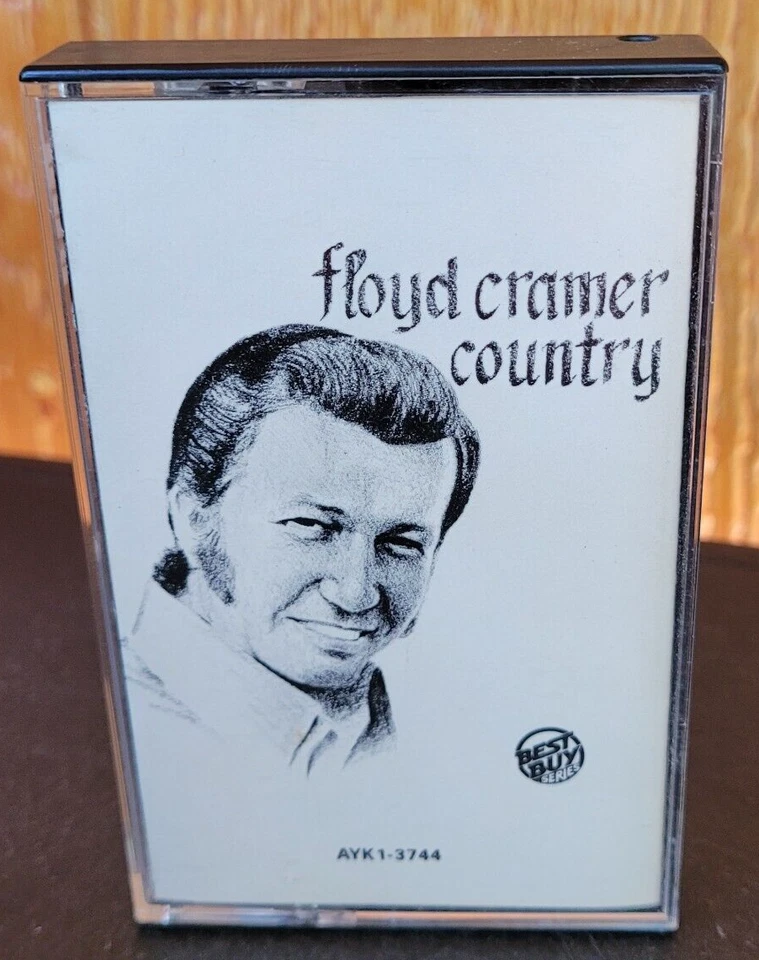 floyd cramer
country
BEST
BUY
SERIES
AYK1-3744